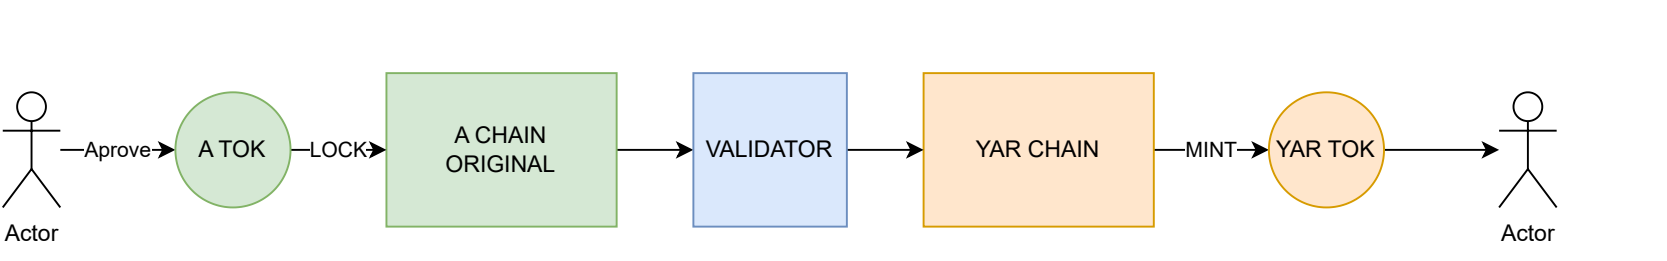 Aprove
A TOK
LOCK
A CHAIN
ORIGINAL
VALIDATOR
YAR CHAIN
MINT
YAR TOK
Actor
Actor